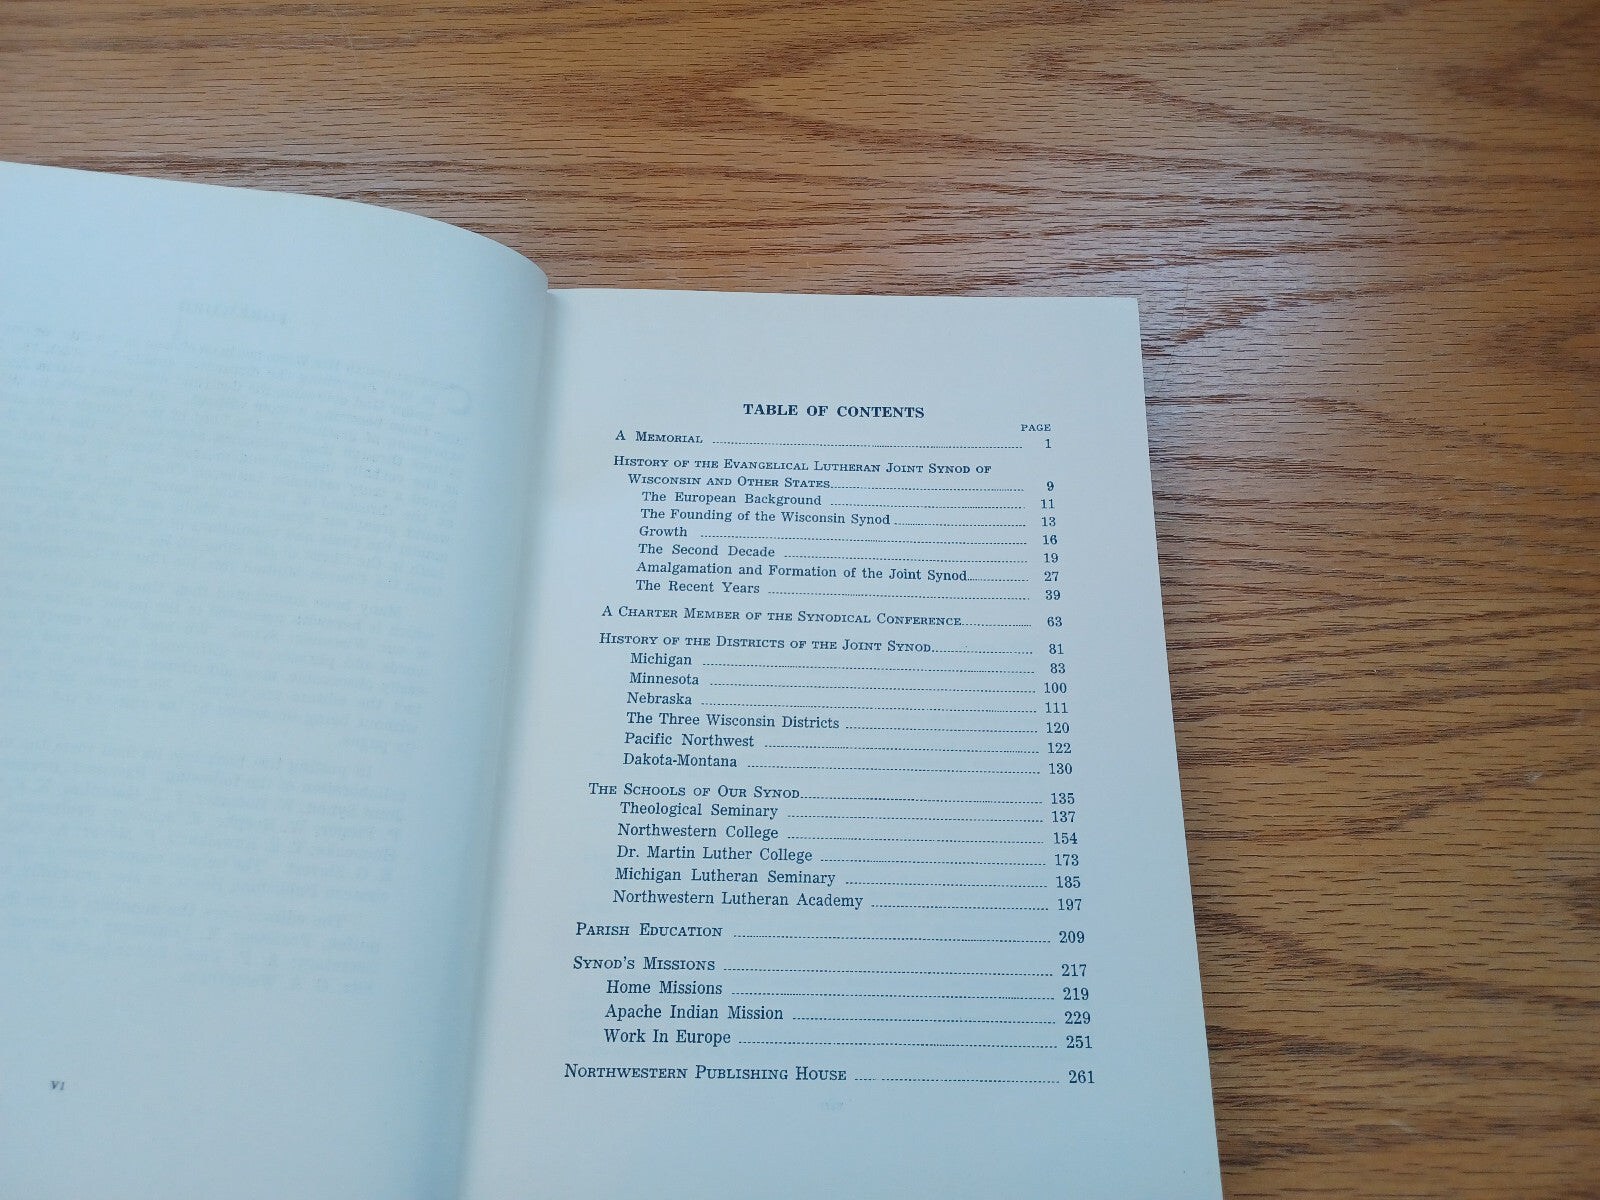 TABLE OF CONTENTS
PAGE
A Memorial 1
History of the Evangelical Lutheran Joint Synod of
Wisconsin and Other States 9
The European Background 11
The Founding of the Wisconsin Synod 13
Growth 16
The Second Decade 19
Amalgamation and Formation of the Joint Synod 27
The Recent Years 39
A Charter Member of the Synodical Conference 63
History of the Districts of the Joint Synod 81
Michigan 83
Minnesota 100
Nebraska 111
The Three Wisconsin Districts 120
Pacific Northwest 122
Dakota-Montana 130
The Schools of Our Synod 135
Theological Seminary 137
Northwestern College 154
Dr. Martin Luther College 173
Michigan Lutheran Seminary 185
Northwestern Lutheran Academy 197
Parish Education 209
Synod's Missions 217
Home Missions 219
Apache Indian Mission 229
Work In Europe 251
Northwestern Publishing House 261